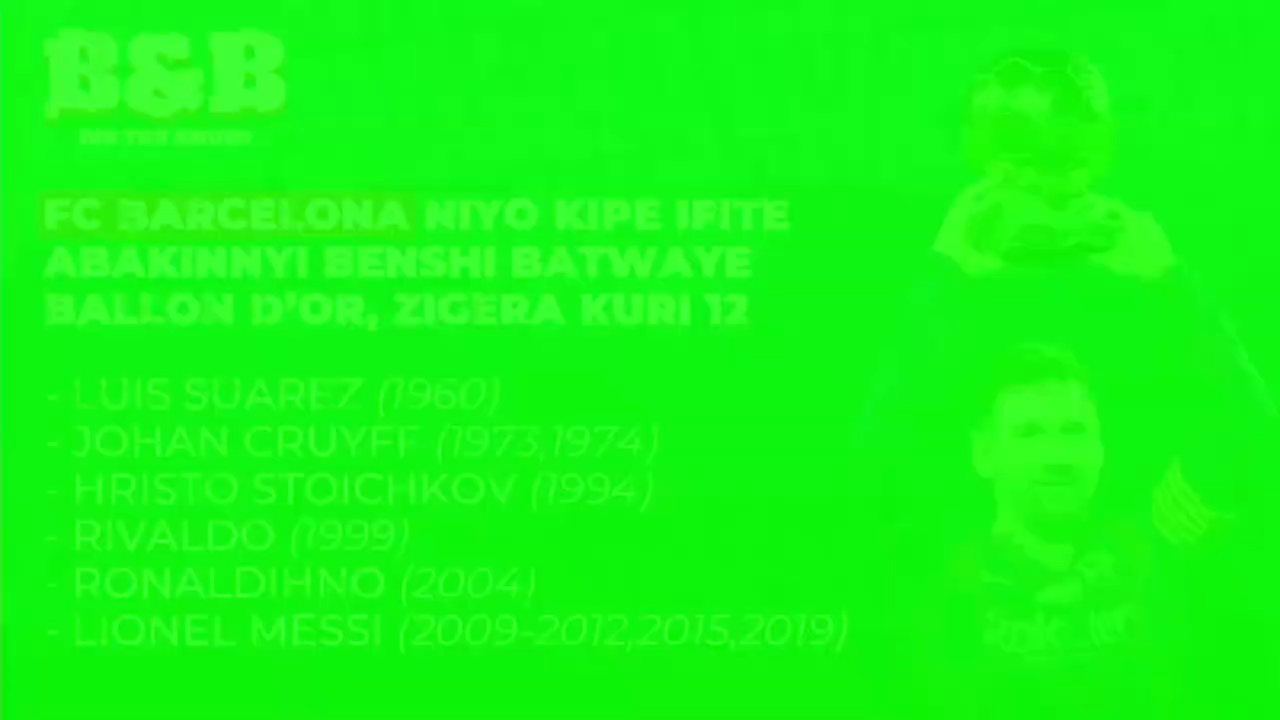 B&B
FC BARCELONA NIYO KIPE IFITE
ABAKINNYI BENSHI BATWAYE
BALLON D'OR, ZIGERA KURI 12
- LUIS SUAREZ (1960)
- JOHAN CRUYFF (1973,1974)
- HRISTO STOICHKOV (1994)
- RIVALDO (1999)
- RONALDIHNO (2004)
- LIONEL MESSI (2009-2012,2015,2019)